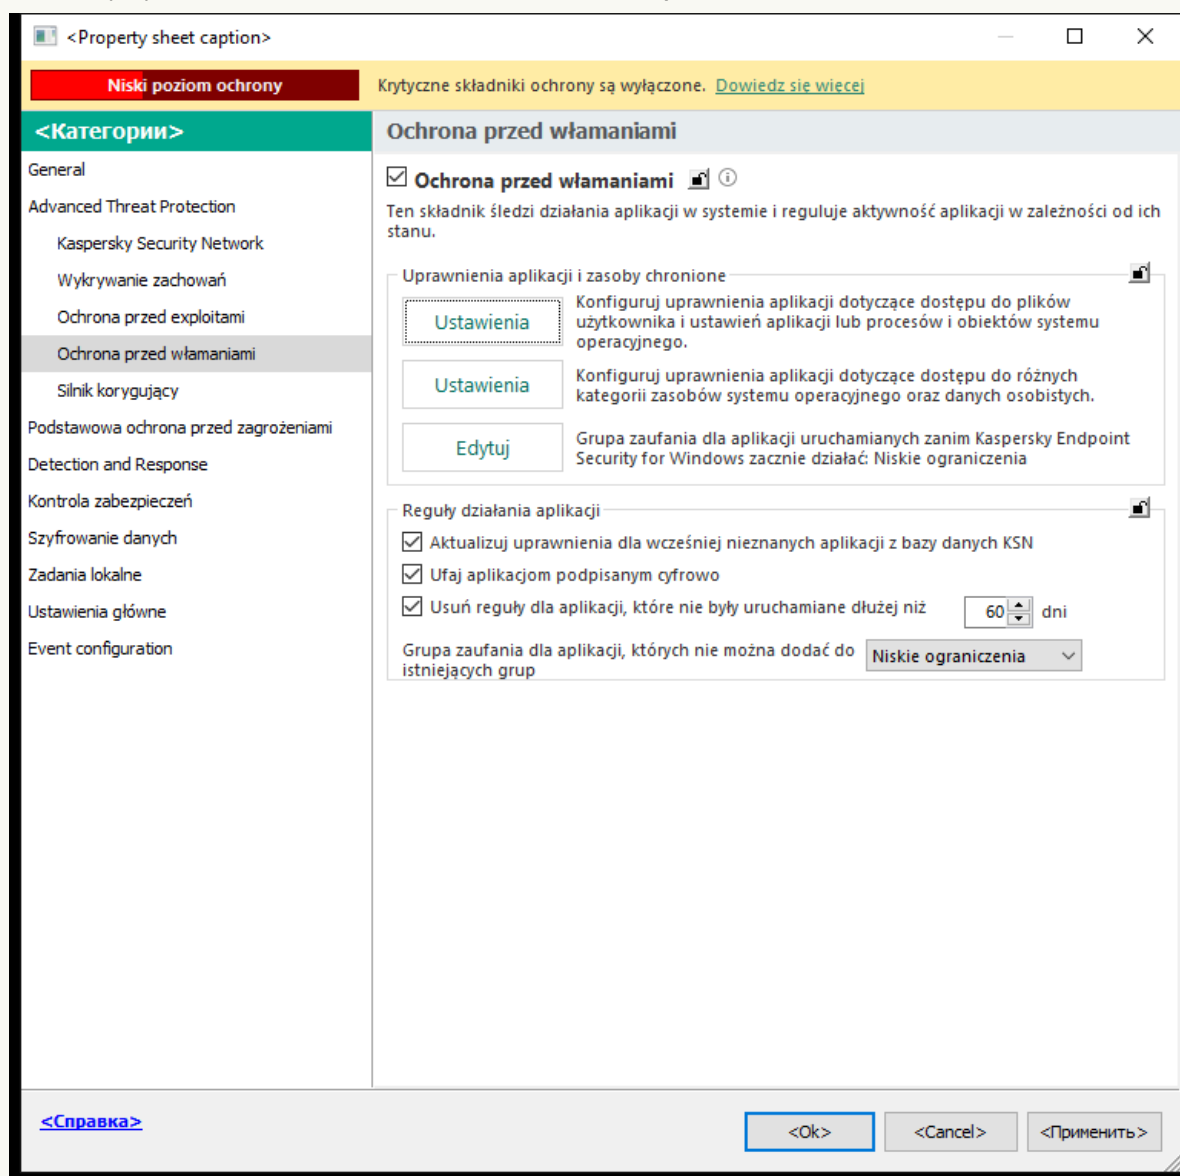 <Property sheet caption>
Niski poziom ochrony
Krytyczne składniki ochrony są wyłączone. Dowiedz się więcej
<Категории>
General
Advanced Threat Protection
Kaspersky Security Network
Wykrywanie zachowań
Ochrona przed exploitami
Ochrona przed włamaniami
Silnik korygujący
Podstawowa ochrona przed zagrożeniami
Detection and Response
Kontrola zabezpieczeń
Szyfrowanie danych
Zadania lokalne
Ustawienia główne
Event configuration
Ochrona przed włamaniami
Ochrona przed włamaniami
Ten składnik śledzi działania aplikacji w systemie i reguluje aktywność aplikacji w zależności od ich
stanu.
Uprawnienia aplikacji i zasoby chronione
Ustawienia
Konfiguruj uprawnienia aplikacji dotyczące dostępu do plików
użytkownika i ustawień aplikacji lub procesów i obiektów systemu
operacyjnego.
Ustawienia
Konfiguruj uprawnienia aplikacji dotyczące dostępu do różnych
kategorii zasobów systemu operacyjnego oraz danych osobistych.
Edytuj
Grupa zaufania dla aplikacji uruchamianych zanim Kaspersky Endpoint
Security for Windows zacznie działać: Niskie ograniczenia
Reguły działania aplikacji
Aktualizuj uprawnienia dla wcześniej nieznanych aplikacji z bazy danych KSN
Ufaj aplikacjom podpisanym cyfrowo
Usuń reguły dla aplikacji, które nie były uruchamiane dłużej niż 60 dni
Grupa zaufania dla aplikacji, których nie można dodać do
istniejących grup
Niskie ograniczenia
<Справка>
<Ok>
<Cancel>
<Применить>